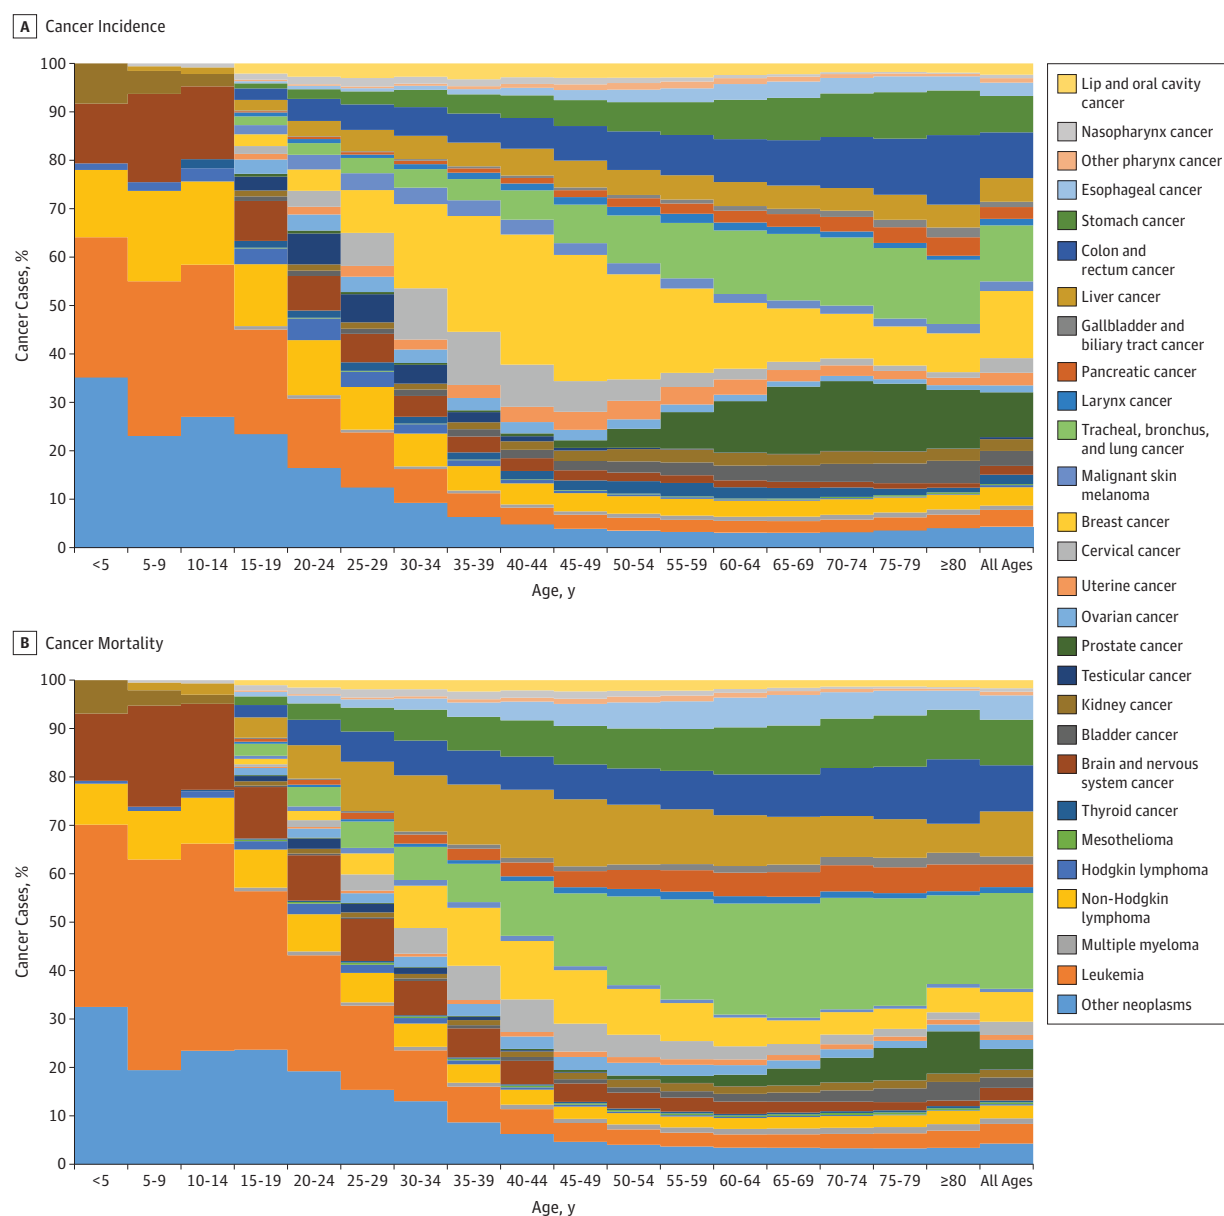 A Cancer Incidence
100
90
80
70
60
50
40
30
20
10
0
Cancer Cases, %
<5 5-9 10-14 15-19 20-24 25-29 30-34 35-39 40-44 45-49 50-54 55-59 60-64 65-69 70-74 75-79 ≥80 All Ages
Age, y
B Cancer Mortality
100
90
80
70
60
50
40
30
20
10
0
Cancer Cases, %
<5 5-9 10-14 15-19 20-24 25-29 30-34 35-39 40-44 45-49 50-54 55-59 60-64 65-69 70-74 75-79 ≥80 All Ages
Age, y
Lip and oral cavity
cancer
Nasopharynx cancer
Other pharynx cancer
Esophageal cancer
Stomach cancer
Colon and
rectum cancer
Liver cancer
Gallbladder and
biliary tract cancer
Pancreatic cancer
Larynx cancer
Tracheal, bronchus,
and lung cancer
Malignant skin
melanoma
Breast cancer
Cervical cancer
Uterine cancer
Ovarian cancer
Prostate cancer
Testicular cancer
Kidney cancer
Bladder cancer
Brain and nervous
system cancer
Thyroid cancer
Mesothelioma
Hodgkin lymphoma
Non-Hodgkin
lymphoma
Multiple myeloma
Leukemia
Other neoplasms